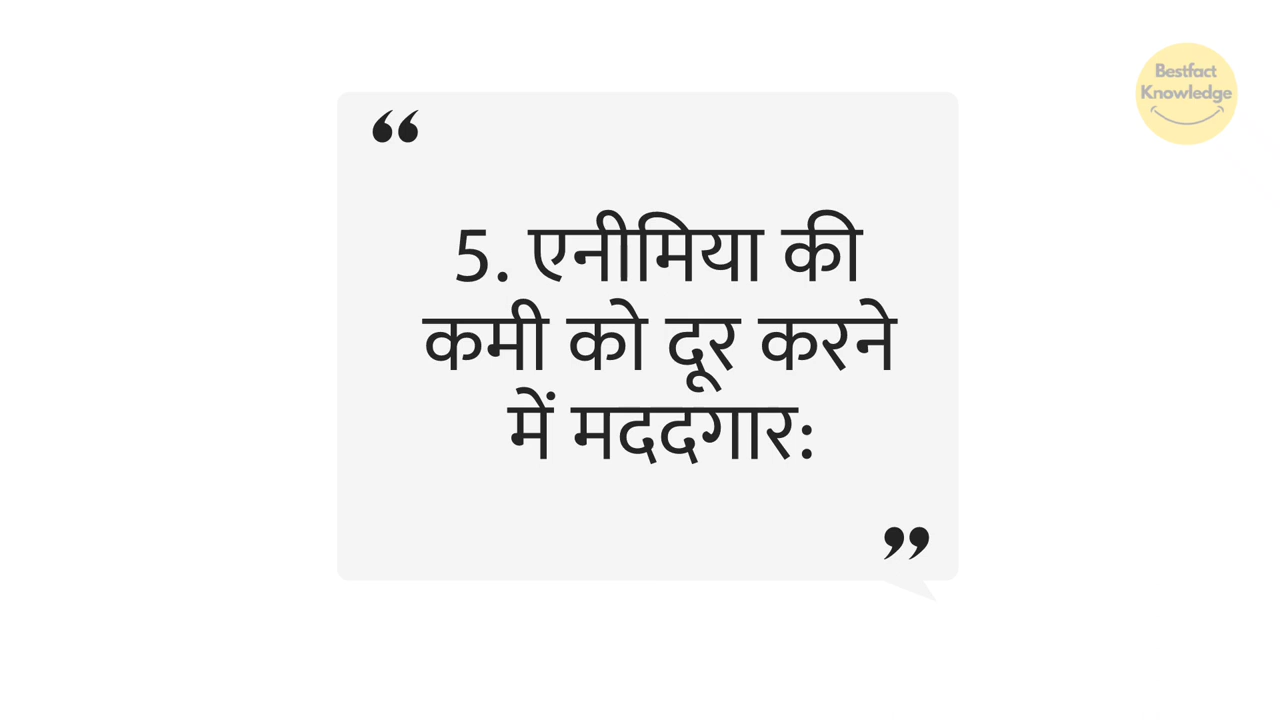 Bestfact
Knowledge
“
5. एनीमिया की
कमी को दूर करने
में मददगार:
”